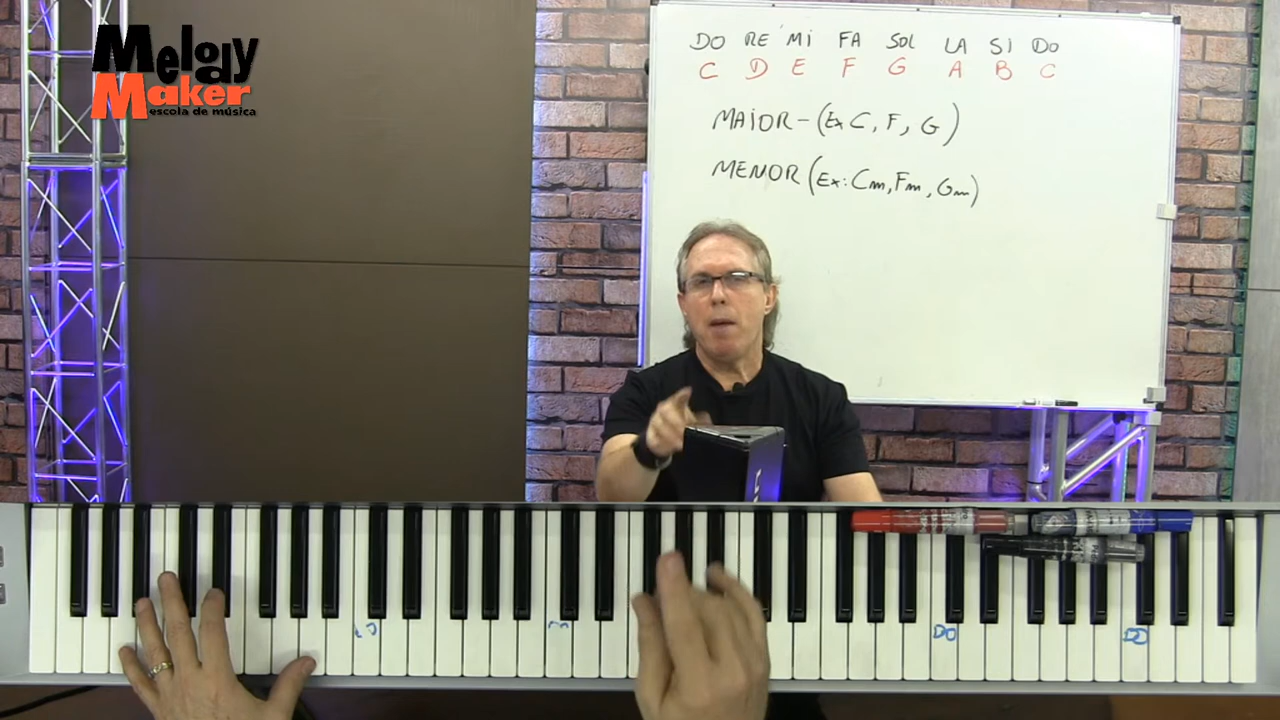 Melody
Maker
escola de música
DO RE MI FA SOL LA SI DO
C D E F G A B C
MAIOR - (Ex C, F, G)
MENOR (Ex: Cm, Fm, Gm)
DO